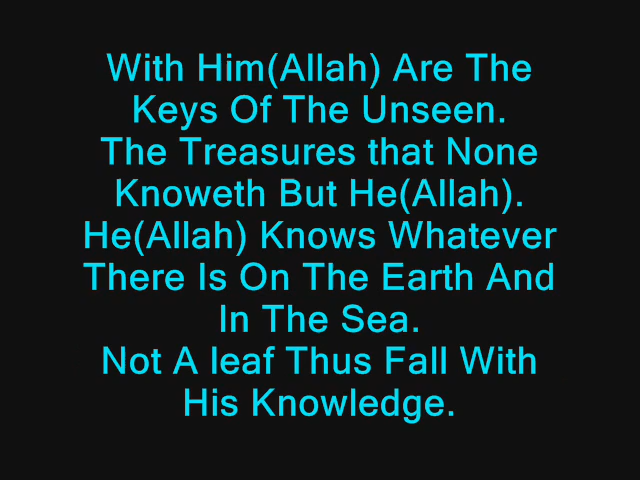 With Him(Allah) Are The
Keys Of The Unseen.
The Treasures that None
Knoweth But He(Allah).
He(Allah) Knows Whatever
There Is On The Earth And
In The Sea.
Not A leaf Thus Fall With
His Knowledge.